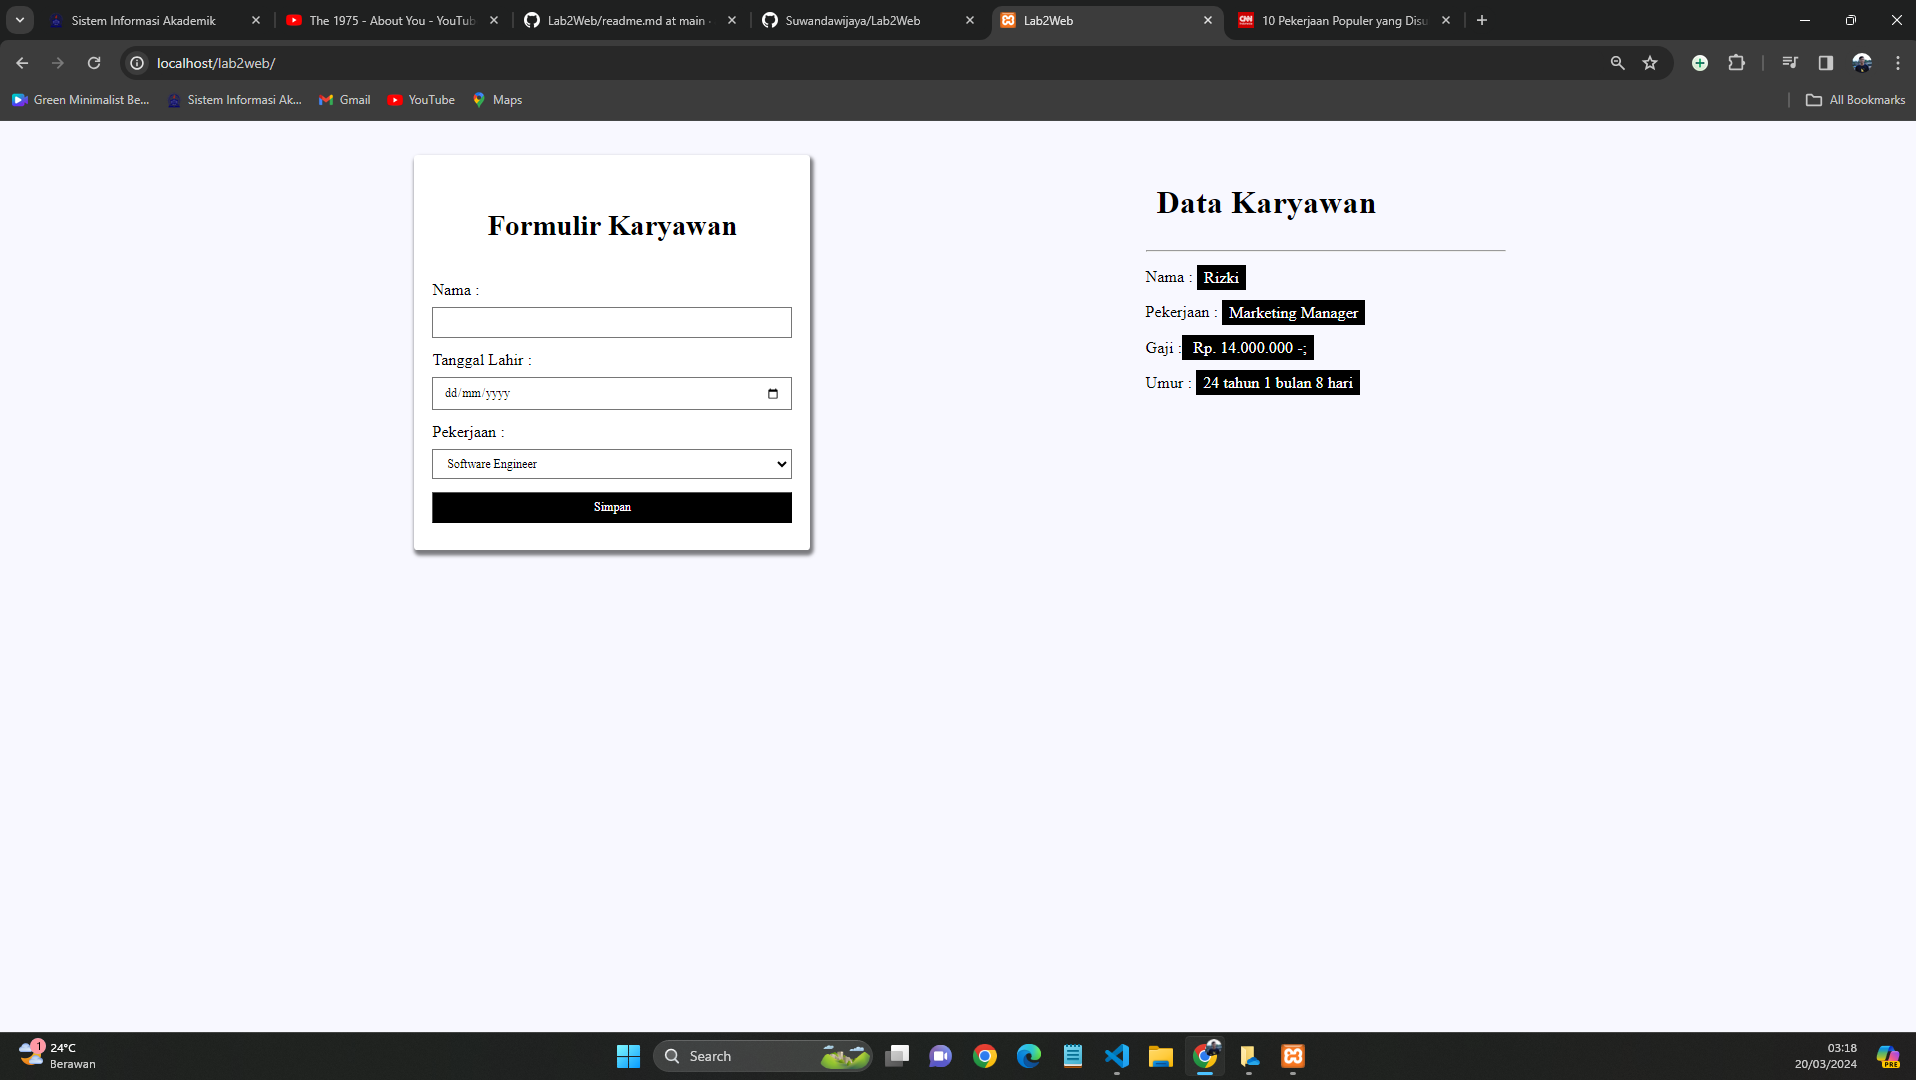 Sistem Informasi Akademik
The 1975 - About You - YouTub
Lab2Web/readme.md at main ·
Suwandawijaya/Lab2Web
Lab2Web
CNN
10 Pekerjaan Populer yang Disu
localhost/lab2web/
Green Minimalist Be...
Sistem Informasi Ak...
Gmail
YouTube
Maps
All Bookmarks
Formulir Karyawan
Nama :
Tanggal Lahir :
dd/mm/yyyy
Pekerjaan :
Software Engineer
Simpan
Data Karyawan
Nama : Rizki
Pekerjaan : Marketing Manager
Gaji : Rp. 14.000.000 -;
Umur : 24 tahun 1 bulan 8 hari
1
24°C
Berawan
Search
03:18
20/03/2024
PRE